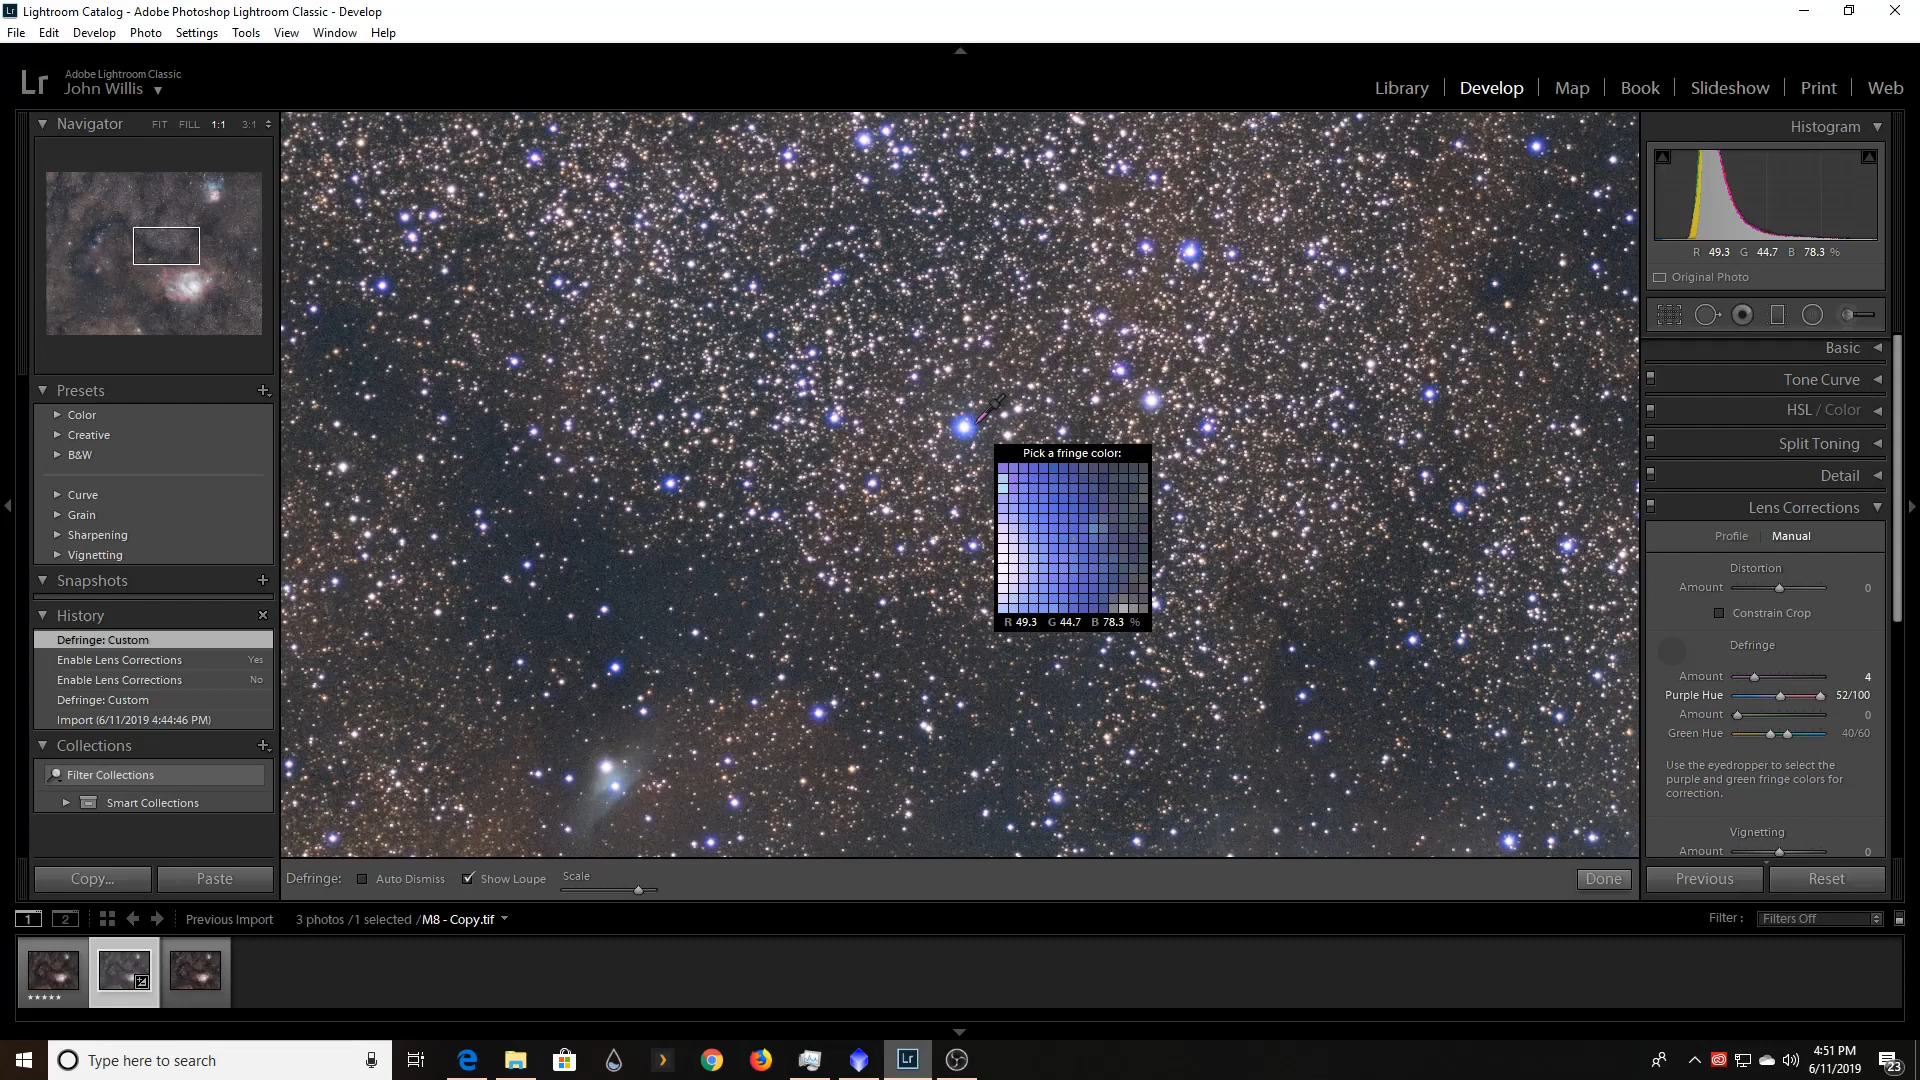 Lr Lightroom Catalog - Adobe Photoshop Lightroom Classic - Develop
File Edit Develop Photo Settings Tools View Window Help
Lr Adobe Lightroom Classic
John Willis
Library Develop Map Book Slideshow Print Web
Navigator FIT FILL 1:1 3:1
Histogram
R 49.3 G 44.7 B 78.3 %
Original Photo
Basic
Tone Curve
HSL / Color
Split Toning
Detail
Lens Corrections
Profile Manual
Distortion
Amount 0
Constrain Crop
Defringe
Amount 4
Purple Hue 52/100
Amount 0
Green Hue 40/60
Use the eyedropper to select the
purple and green fringe colors for
correction.
Vignetting
Amount 0
Previous Reset
Presets
Color
Creative
B&W
Curve
Grain
Sharpening
Vignetting
Snapshots
History
Defringe: Custom
Enable Lens Corrections Yes
Enable Lens Corrections No
Defringe: Custom
Import (6/11/2019 4:44:46 PM)
Collections
Filter Collections
Smart Collections
Copy... Paste
Pick a fringe color:
R 49.3 G 44.7 B 78.3 %
Defringe: Auto Dismiss Show Loupe Scale Done
1 2 Previous Import 3 photos / 1 selected / M8 - Copy.tif Filter : Filters Off
★★★★★
Type here to search
Lr
4:51 PM
6/11/2019
23